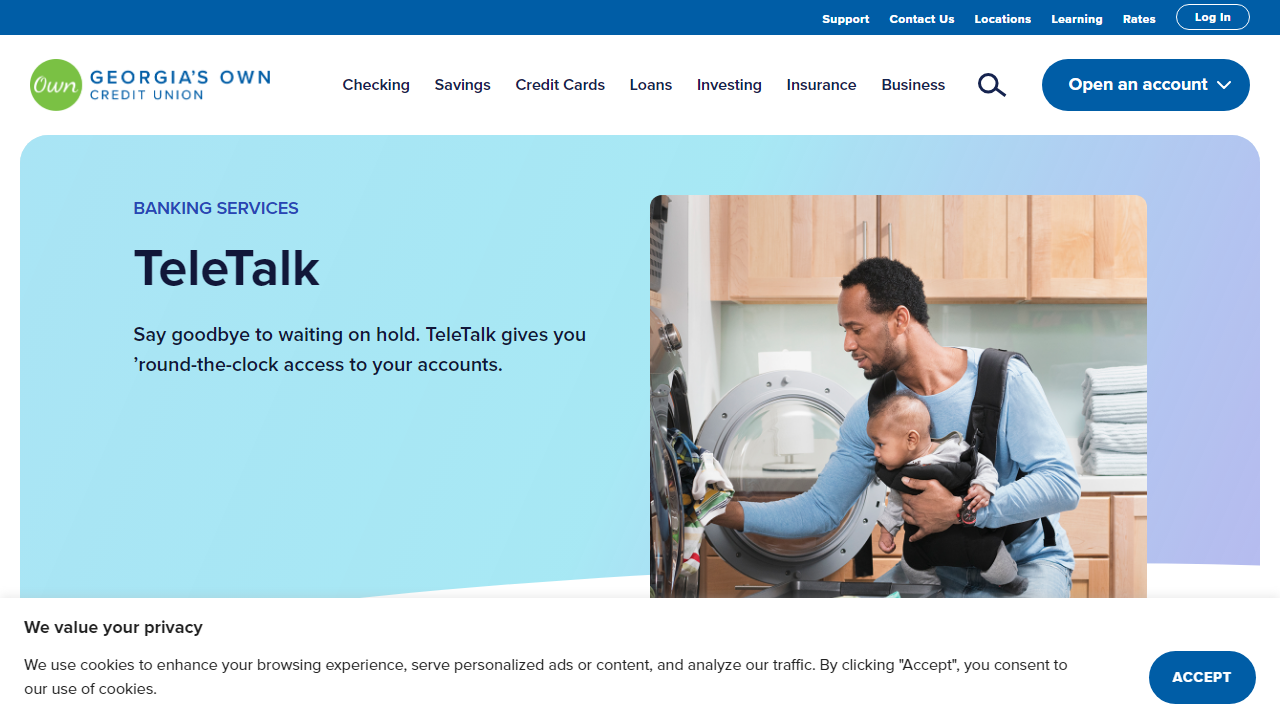 Support Contact Us Locations Learning Rates Log In
Own GEORGIA'S OWN
CREDIT UNION
Checking Savings Credit Cards Loans Investing Insurance Business Open an account
BANKING SERVICES
TeleTalk
Say goodbye to waiting on hold. TeleTalk gives you
’round-the-clock access to your accounts.
We value your privacy
We use cookies to enhance your browsing experience, serve personalized ads or content, and analyze our traffic. By clicking "Accept", you consent to
our use of cookies.
ACCEPT